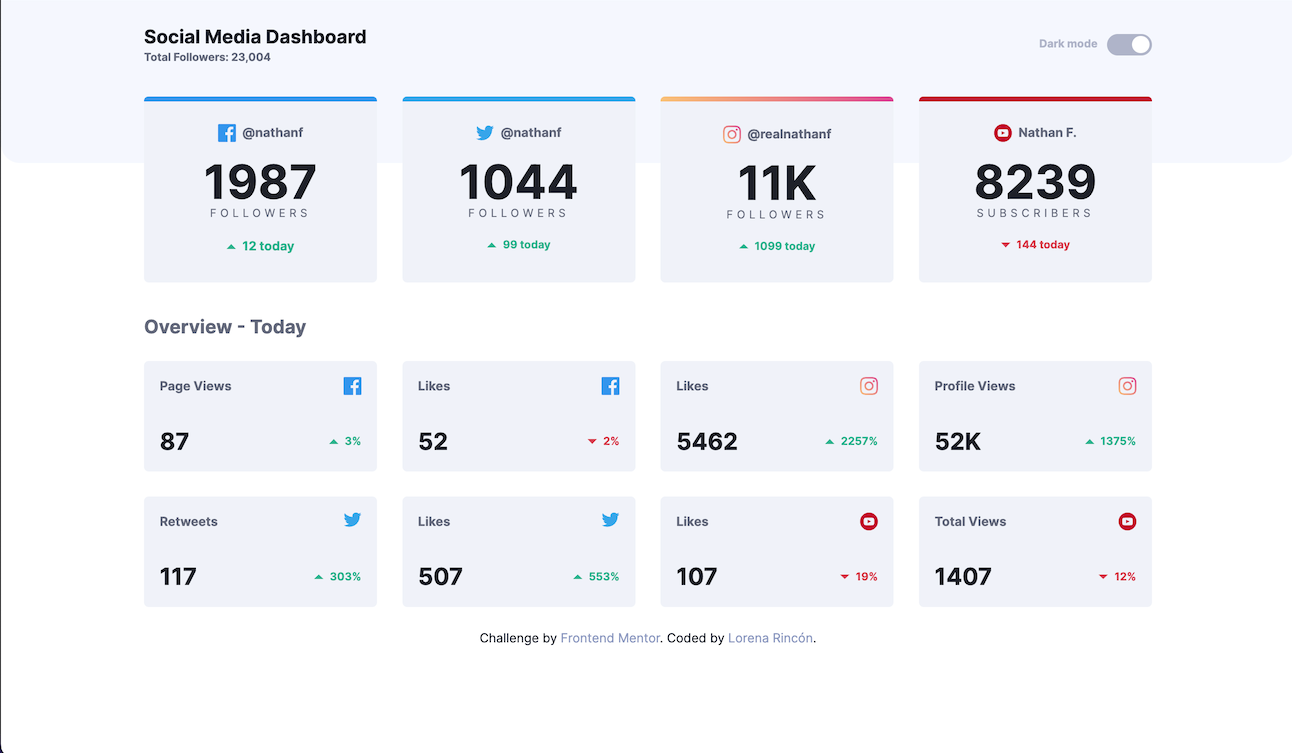 Social Media Dashboard
Total Followers: 23,004
Dark mode
@nathanf
1987
FOLLOWERS
12 today
@nathanf
1044
FOLLOWERS
99 today
@realnathanf
11K
FOLLOWERS
1099 today
Nathan F.
8239
SUBSCRIBERS
144 today
Overview - Today
Page Views
87
3%
Likes
52
2%
Likes
5462
2257%
Profile Views
52K
1375%
Retweets
117
303%
Likes
507
553%
Likes
107
19%
Total Views
1407
12%
Challenge by Frontend Mentor. Coded by Lorena Rincón.